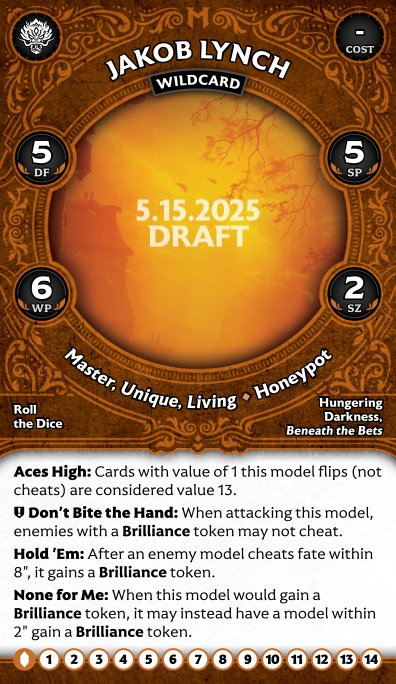 -
COST
JAKOB LYNCH
WILDCARD
5
DF
5
SP
5.15.2025
DRAFT
6
WP
2
SZ
Master, Unique, Living ⬥ Honeypot
Roll
the Dice
Hungering
Darkness,
Beneath the Bets
Aces High: Cards with value of 1 this model flips (not
cheats) are considered value 13.
Don’t Bite the Hand: When attacking this model,
enemies with a Brilliance token may not cheat.
Hold ’Em: After an enemy model cheats fate within
8", it gains a Brilliance token.
None for Me: When this model would gain a
Brilliance token, it may instead have a model within
2" gain a Brilliance token.
1 2 3 4 5 6 7 8 9 10 11 12 13 14